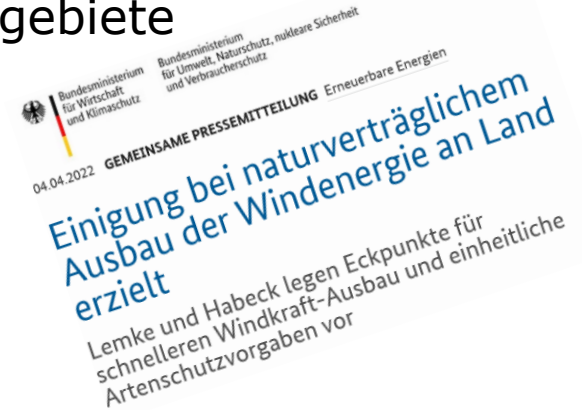 gebiete
Bundesministerium
für Wirtschaft
und Klimaschutz
Bundesministerium
für Umwelt, Naturschutz, nukleare Sicherheit
und Verbraucherschutz
04.04.2022 GEMEINSAME PRESSEMITTEILUNG Erneuerbare Energien
Einigung bei naturverträglichem
Ausbau der Windenergie an Land
erzielt
Lemke und Habeck legen Eckpunkte für
schnelleren Windkraft-Ausbau und einheitliche
Artenschutzvorgaben vor